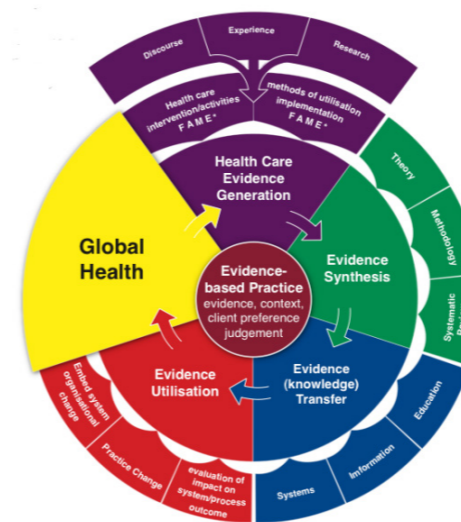 Discourse
Experience
Research
Health care
intervention/activities
F A M E*
methods of utilisation
implementation
F A M E*
Health Care
Evidence
Generation
Theory
Methodology
Systematic
Evidence
Synthesis
Global
Health
Evidence-
based Practice
evidence, context,
client preference
judgement
Evidence
(knowledge)
Transfer
Education
Imformation
Systems
Evidence
Utilisation
Embed system
organisational
change
Practice Change
evaluation of
impact on
system/process
outcome